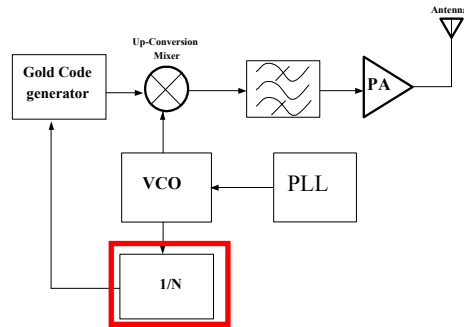 Antenna
Up-Conversion
Mixer
Gold Code
generator
PA
VCO
PLL
1/N